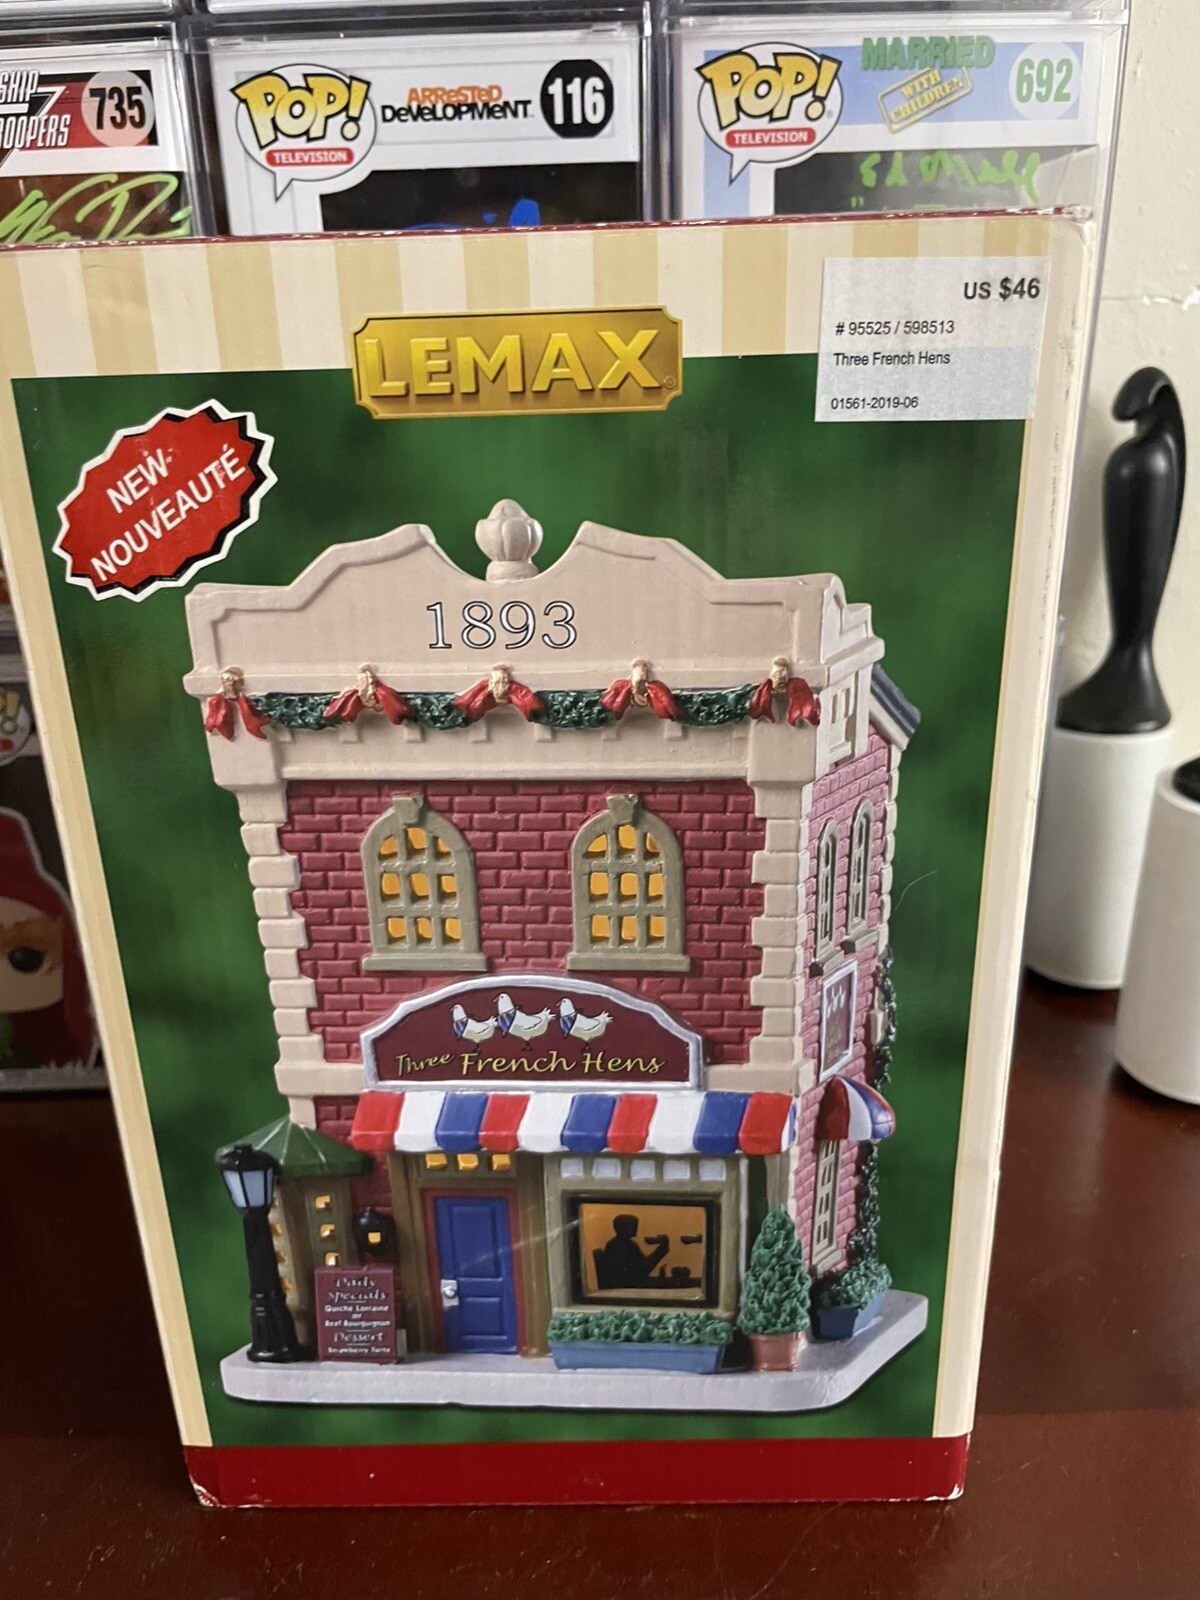 SHIP
OOPERS
735
POP!
TELEVISION
ARRESTED
DEVELOPMENT
116
POP!
TELEVISION
MARRIED
WITH
CHILDREN
692
LEMAX
US $46
# 95525 / 598513
Three French Hens
01561-2019-06
NEW-
NOUVEAUTÉ
1893
Three French Hens
Daily
Specials
Quiche Lorraine
or
Beef Bourguignon
Dessert
Strawberry Torte